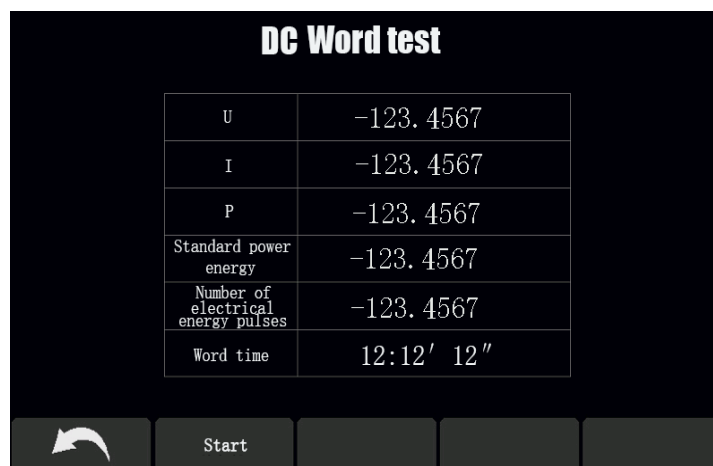 DC Word test
U -123.4567
I -123.4567
P -123.4567
Standard power
energy
-123.4567
Number of
electrical
energy pulses
-123.4567
Word time 12:12′ 12″
Start